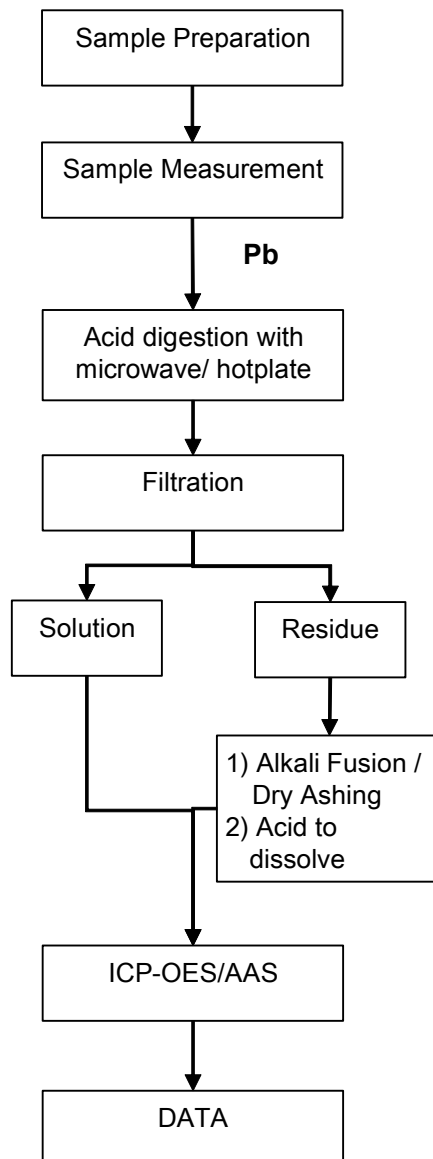 Sample Preparation
Sample Measurement
Pb
Acid digestion with
microwave/ hotplate
Filtration
Solution
Residue
1) Alkali Fusion /
Dry Ashing
2) Acid to
dissolve
ICP-OES/AAS
DATA